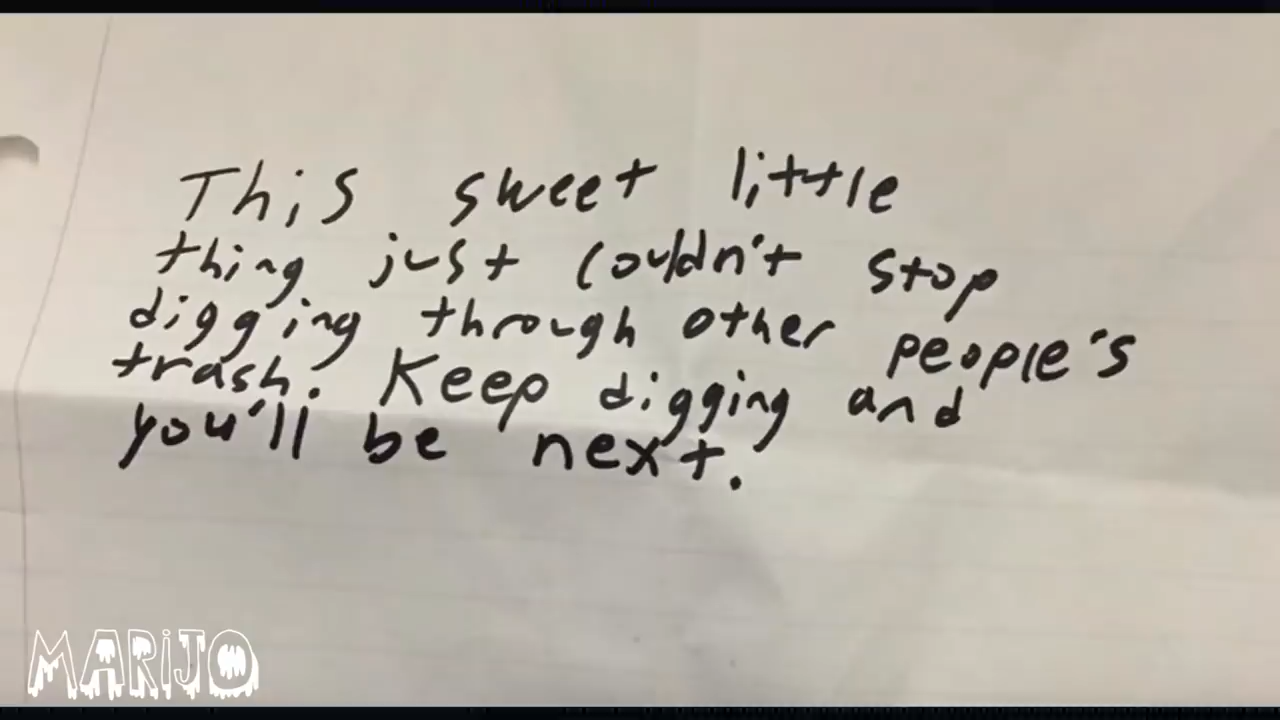 This sweet little
thing just couldn't stop
digging through other people's
trash. Keep digging and
you'll be next.
MARIJO